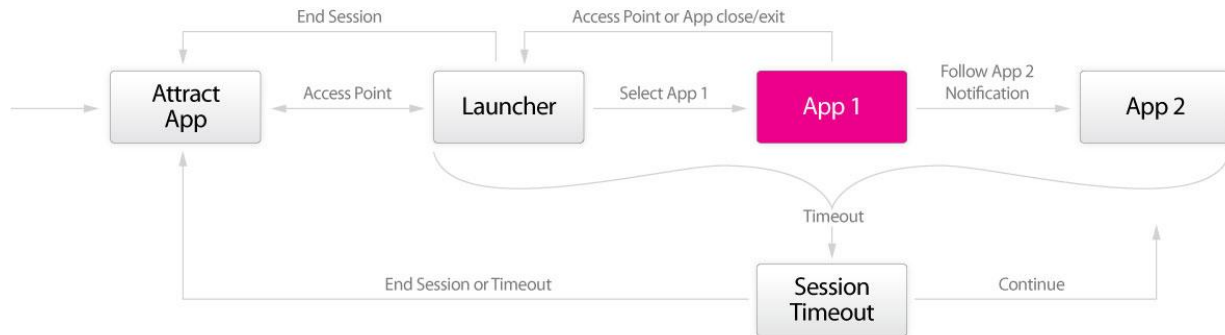 End Session
Access Point or App close/exit
Attract
App
Access Point
Launcher
Select App 1
App 1
Follow App 2
Notification
App 2
Timeout
End Session or Timeout
Session
Timeout
Continue